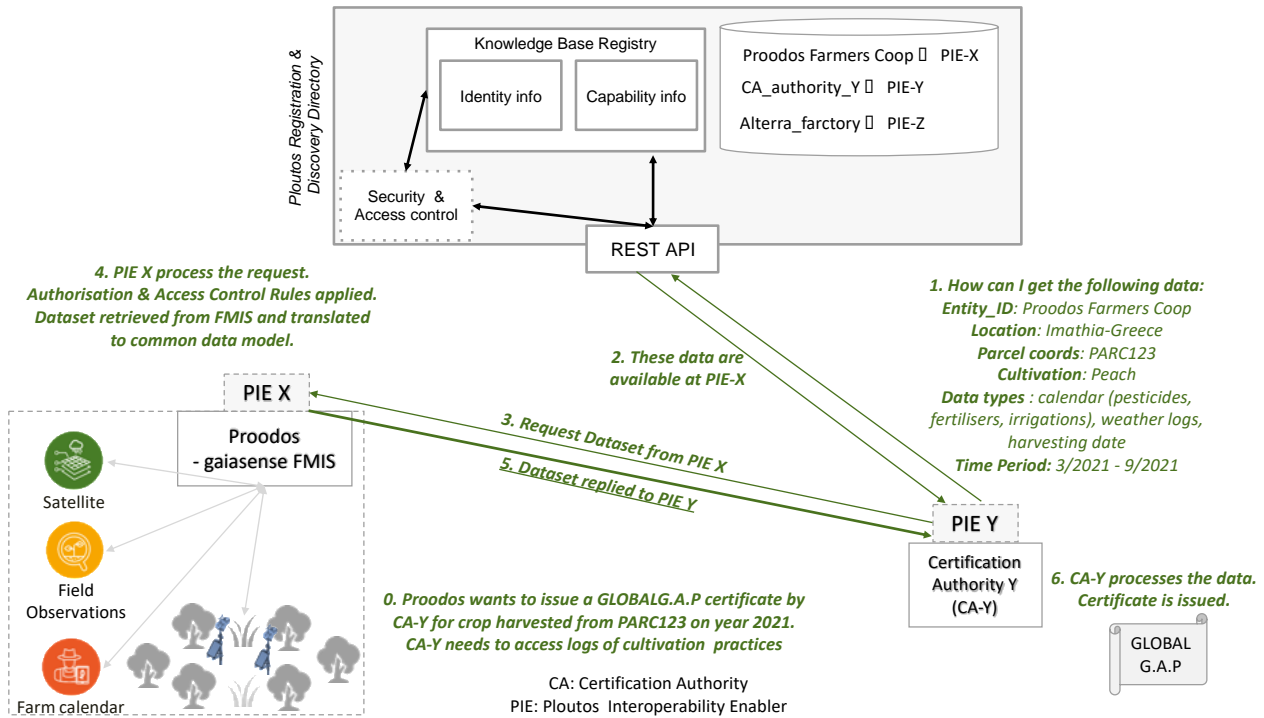 Ploutos Registration &
Discovery Directory
Knowledge Base Registry
Identity info
Capability info
Proodos Farmers Coop ▯ PIE-X
CA_authority_Y ▯ PIE-Y
Alterra_farctory ▯ PIE-Z
Security &
Access control
REST API
4. PIE X process the request.
Authorisation & Access Control Rules applied.
Dataset retrieved from FMIS and translated
to common data model.
1. How can I get the following data:
Entity_ID: Proodos Farmers Coop
Location: Imathia-Greece
Parcel coords: PARC123
Cultivation: Peach
Data types : calendar (pesticides,
fertilisers, irrigations), weather logs,
harvesting date
Time Period: 3/2021 - 9/2021
2. These data are
available at PIE-X
PIE X
Proodos
- gaiasense FMIS
3. Request Dataset from PIE X
5. Dataset replied to PIE Y
Satellite
Field
Observations
Farm calendar
PIE Y
Certification
Authority Y
(CA-Y)
6. CA-Y processes the data.
Certificate is issued.
GLOBAL
G.A.P
0. Proodos wants to issue a GLOBALG.A.P certificate by
CA-Y for crop harvested from PARC123 on year 2021.
CA-Y needs to access logs of cultivation practices
CA: Certification Authority
PIE: Ploutos Interoperability Enabler